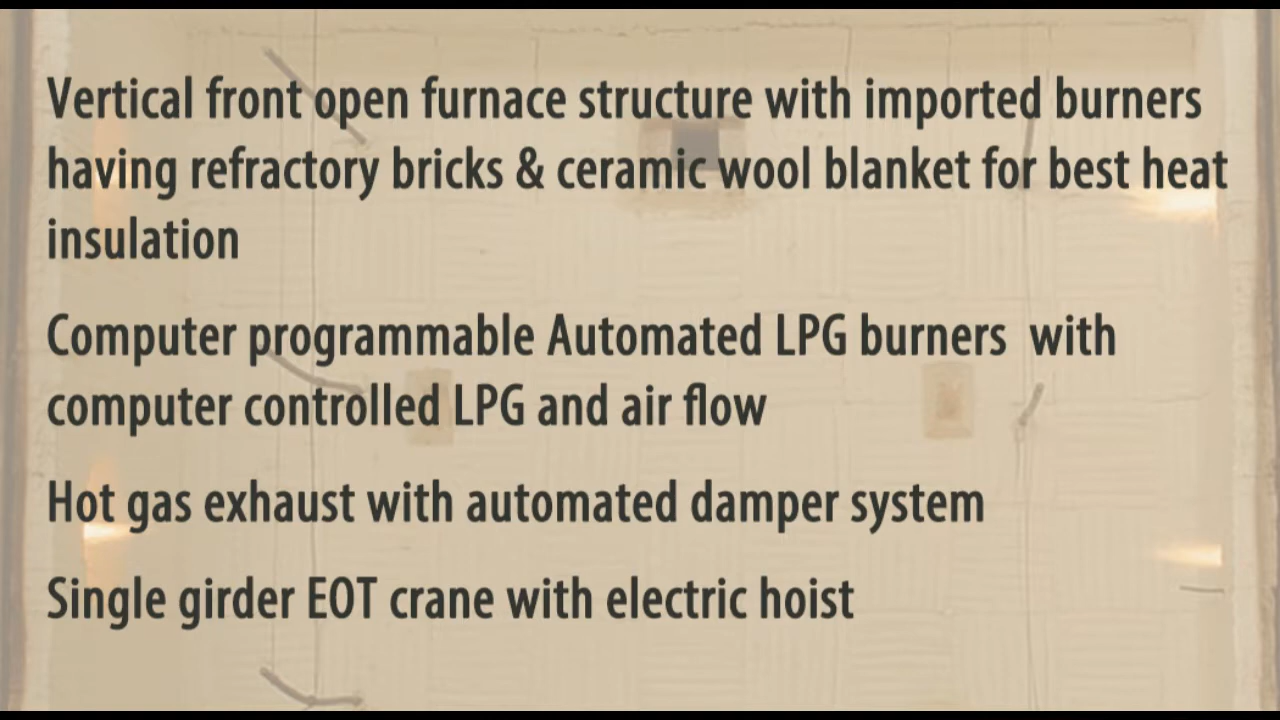 Vertical front open furnace structure with imported burners
having refractory bricks & ceramic wool blanket for best heat
insulation
Computer programmable Automated LPG burners  with
computer controlled LPG and air flow
Hot gas exhaust with automated damper system
Single girder EOT crane with electric hoist